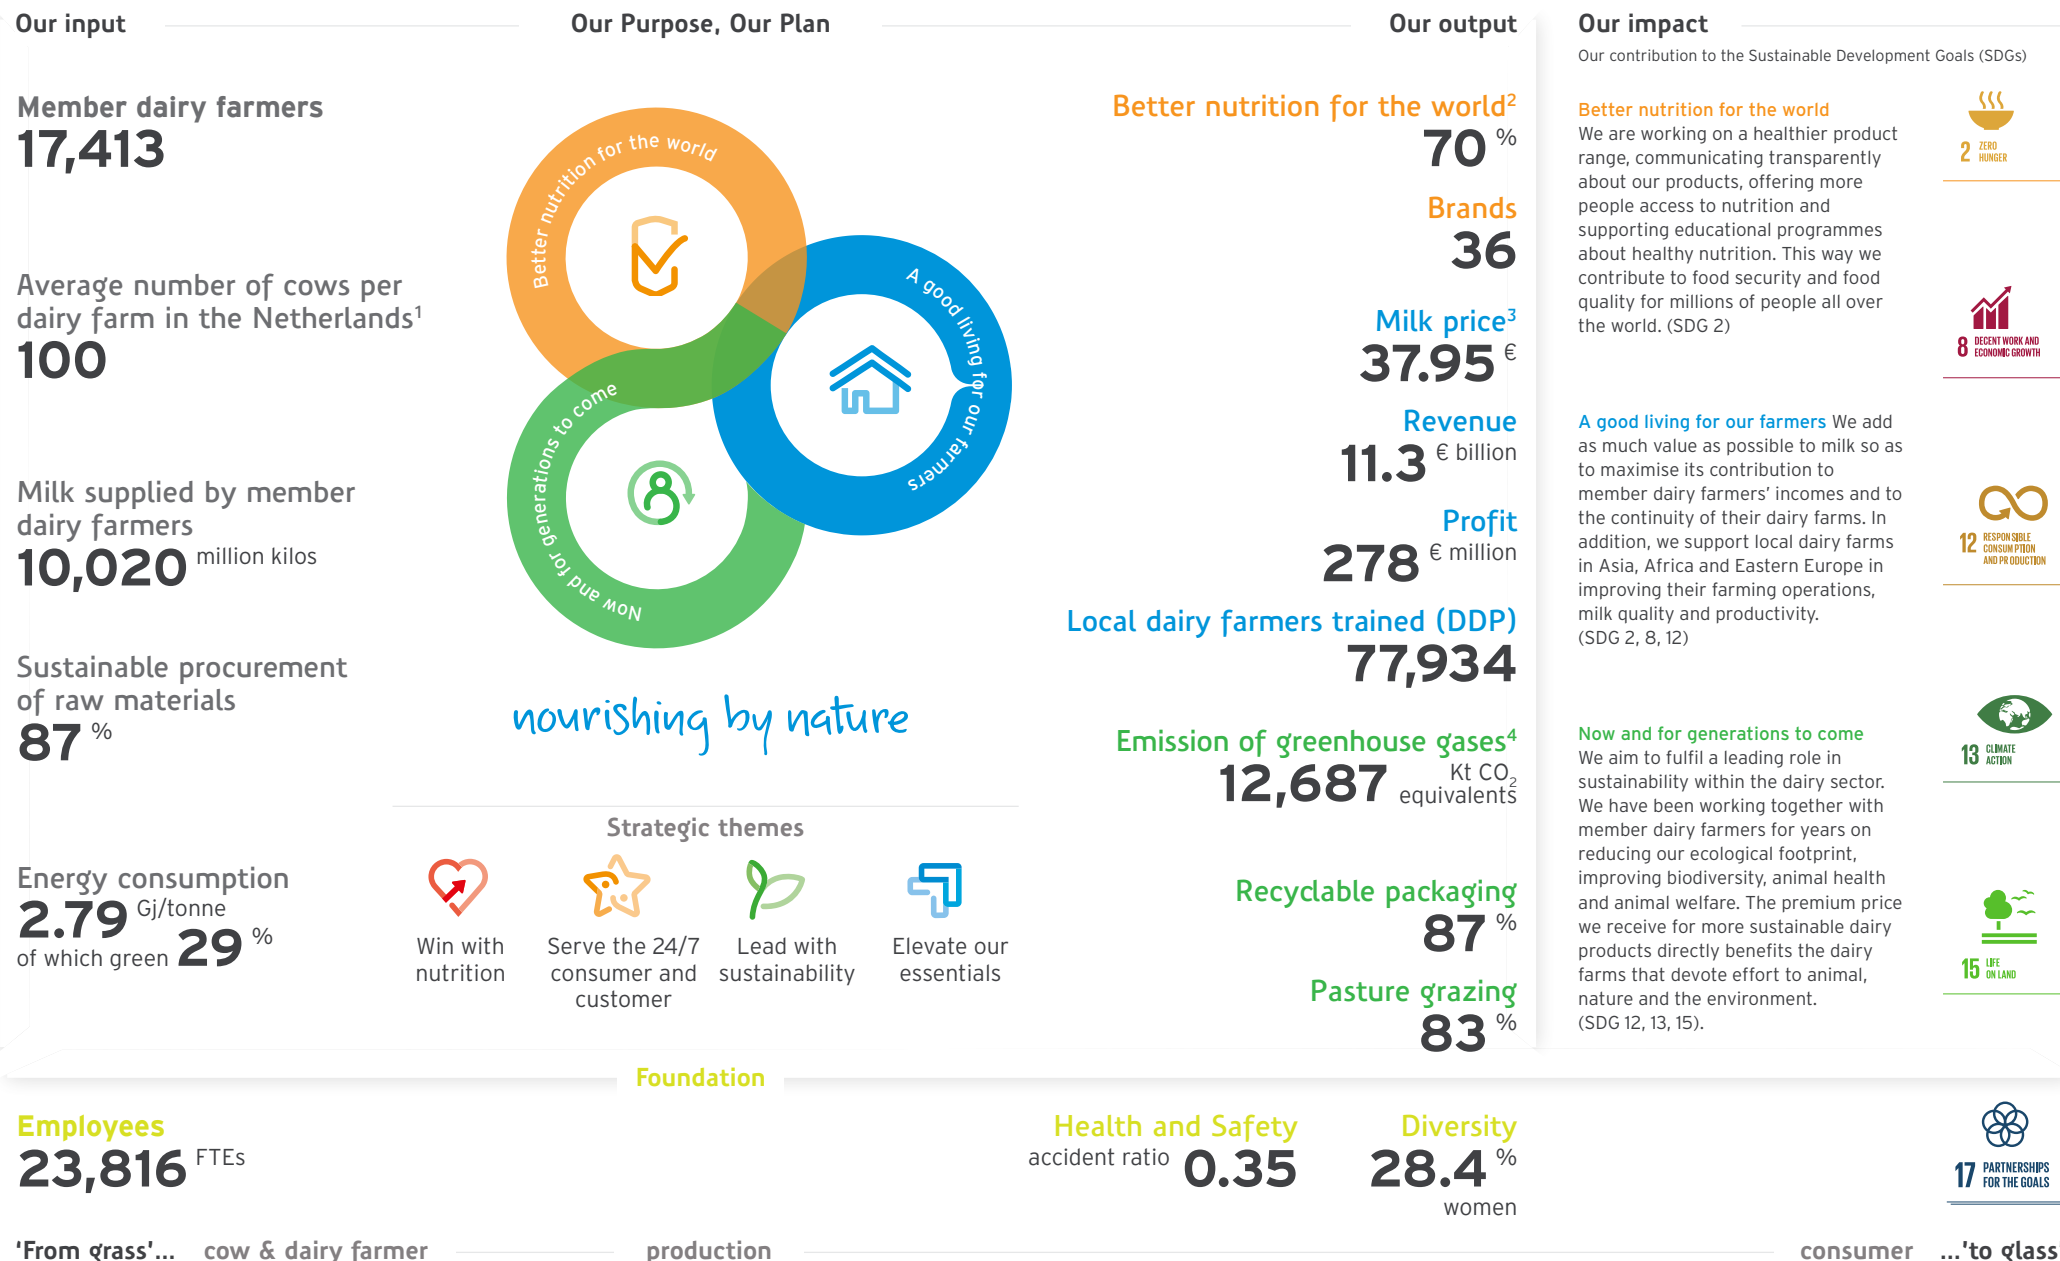 Our input
Our Purpose, Our Plan
Our output
Our impact
Our contribution to the Sustainable Development Goals (SDGs)
Member dairy farmers
17,413
Average number of cows per
dairy farm in the Netherlands¹
100
Milk supplied by member
dairy farmers
10,020 million kilos
Sustainable procurement
of raw materials
87 %
Energy consumption
2.79 Gj/tonne
of which green 29 %
Better nutrition for the world
A good living for our farmers
Now and for generations to come
nourishing by nature
Strategic themes
Win with
nutrition
Serve the 24/7
consumer and
customer
Lead with
sustainability
Elevate our
essentials
Better nutrition for the world²
70 %
Brands
36
Milk price³
37.95 €
Revenue
11.3 € billion
Profit
278 € million
Local dairy farmers trained (DDP)
77,934
Emission of greenhouse gases⁴
12,687 Kt CO₂
equivalents
Recyclable packaging
87 %
Pasture grazing
83 %
Better nutrition for the world
We are working on a healthier product
range, communicating transparently
about our products, offering more
people access to nutrition and
supporting educational programmes
about healthy nutrition. This way we
contribute to food security and food
quality for millions of people all over
the world. (SDG 2)
A good living for our farmers We add
as much value as possible to milk so as
to maximise its contribution to
member dairy farmers' incomes and to
the continuity of their dairy farms. In
addition, we support local dairy farms
in Asia, Africa and Eastern Europe in
improving their farming operations,
milk quality and productivity.
(SDG 2, 8, 12)
Now and for generations to come
We aim to fulfil a leading role in
sustainability within the dairy sector.
We have been working together with
member dairy farmers for years on
reducing our ecological footprint,
improving biodiversity, animal health
and animal welfare. The premium price
we receive for more sustainable dairy
products directly benefits the dairy
farms that devote effort to animal,
nature and the environment.
(SDG 12, 13, 15).
2 ZERO
HUNGER
8 DECENT WORK AND
ECONOMIC GROWTH
12 RESPONSIBLE
CONSUMPTION
AND PRODUCTION
13 CLIMATE
ACTION
15 LIFE
ON LAND
Foundation
Employees
23,816 FTEs
Health and Safety
accident ratio 0.35
Diversity
28.4 %
women
17 PARTNERSHIPS
FOR THE GOALS
'From grass'... cow & dairy farmer production consumer ...'to glass'